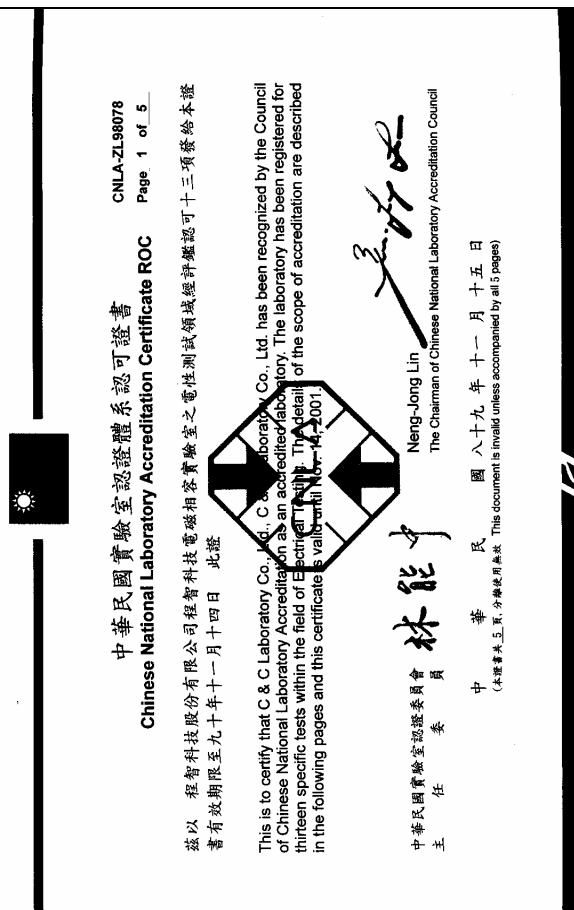 中華民國實驗室認證體系認可證書
CNLA-ZL98078
Chinese National Laboratory Accreditation Certificate ROC
Page 1 of 5
茲以 程智科技股份有限公司程智科技電磁相容實驗室之電性測試領域經評鑑認可十三項發給本證
書有效期限至九十年十一月十四日 此證
This is to certify that C & C Laboratory Co., Ltd., C & C Laboratory Co., Ltd. has been recognized by the Council
of Chinese National Laboratory Accreditation as an accredited laboratory. The laboratory has been registered for
thirteen specific tests within the field of Electrical Testing. The details of the scope of accreditation are described
in the following pages and this certificate is valid until Nov. 14, 2001.
中華民國實驗室認證委員會
主任委員
林能中
Neng-Jong Lin
The Chairman of Chinese National Laboratory Accreditation Council
中華民國八十九年十一月十五日
(本證書共 5 頁,分離使用無效 This document is invalid unless accompanied by all 5 pages)